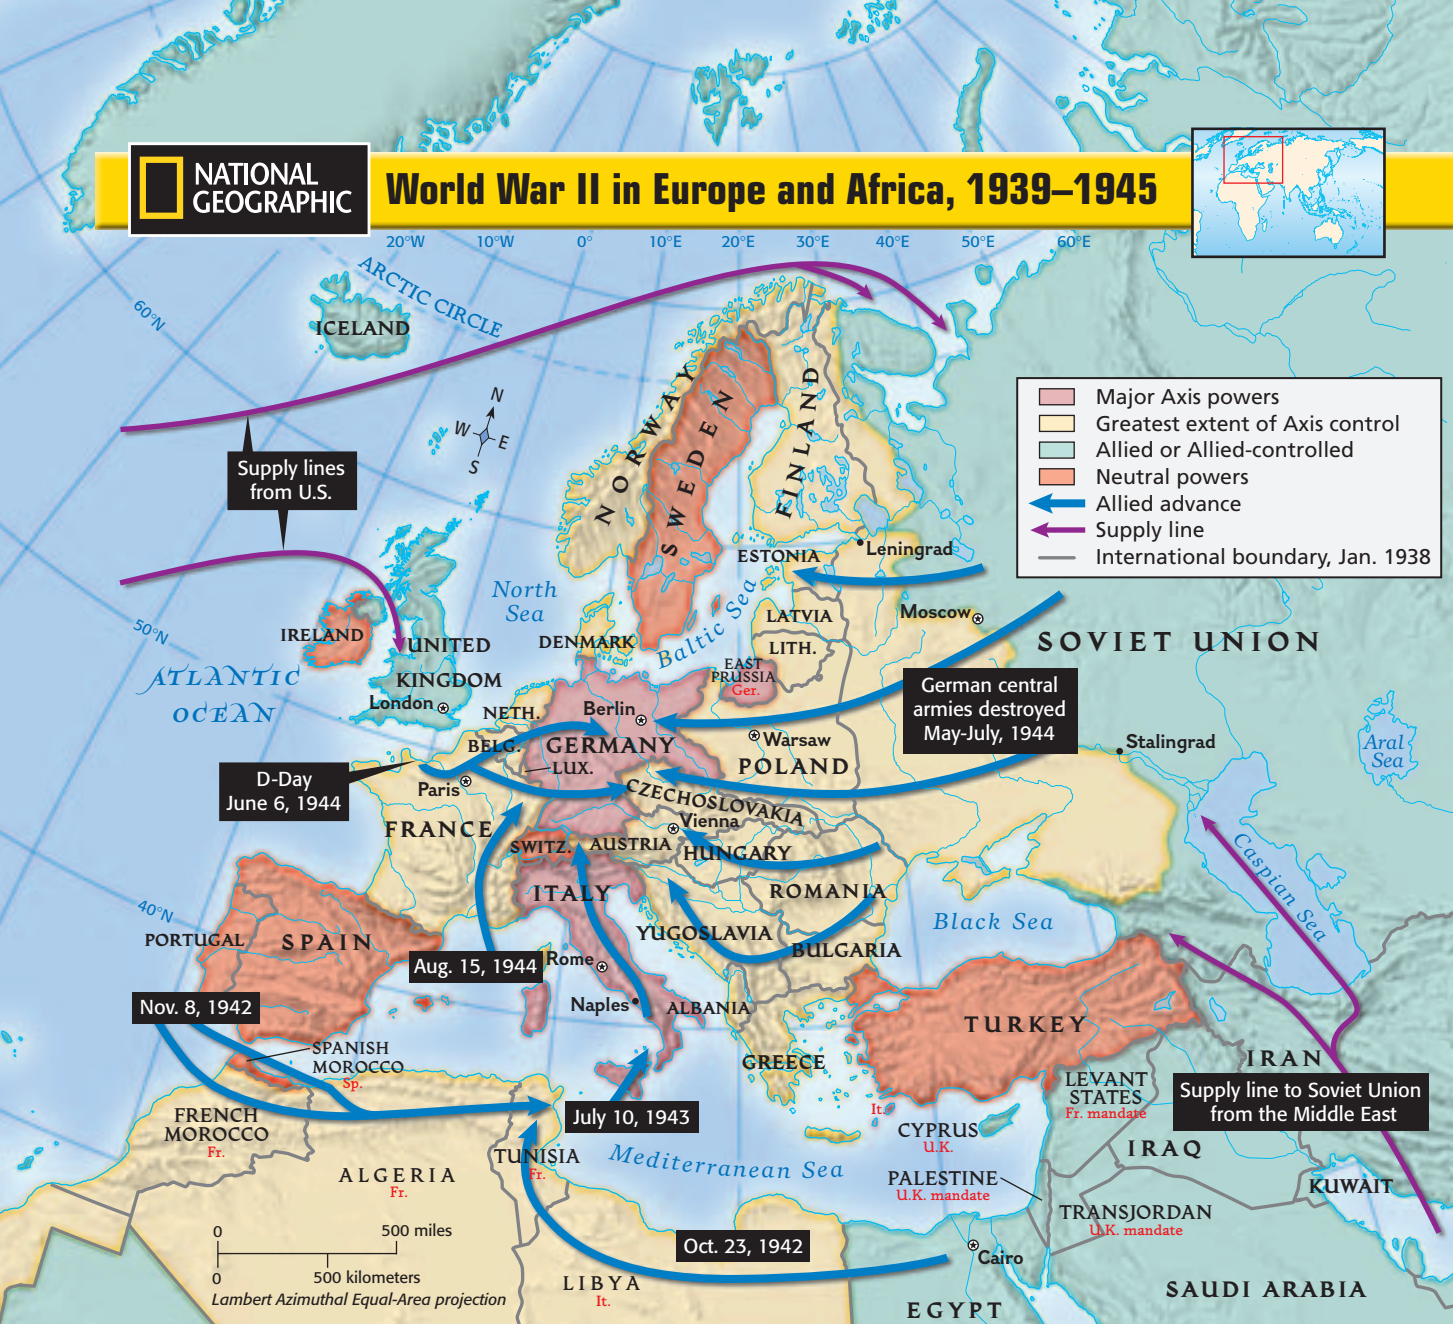 NATIONAL
GEOGRAPHIC
World War II in Europe and Africa, 1939–1945
20°W
10°W
0°
10°E
20°E
30°E
40°E
50°E
60°E
ARCTIC CIRCLE
60°N
ICELAND
N
W
E
S
Major Axis powers
Greatest extent of Axis control
Allied or Allied-controlled
Neutral powers
Allied advance
Supply line
International boundary, Jan. 1938
Supply lines
from U.S.
NORWAY
SWEDEN
FINLAND
Leningrad
ESTONIA
North
Sea
Baltic Sea
LATVIA
Moscow
SOVIET UNION
50°N
IRELAND
UNITED
KINGDOM
DENMARK
LITH.
EAST
PRUSSIA
Ger.
ATLANTIC
OCEAN
London
NETH.
Berlin
German central
armies destroyed
May-July, 1944
BELG.
GERMANY
Warsaw
POLAND
Stalingrad
Aral
Sea
LUX.
D-Day
June 6, 1944
Paris
CZECHOSLOVAKIA
FRANCE
Vienna
SWITZ.
AUSTRIA
HUNGARY
Caspian Sea
ITALY
ROMANIA
40°N
Black Sea
PORTUGAL
SPAIN
YUGOSLAVIA
BULGARIA
Aug. 15, 1944
Rome
Nov. 8, 1942
Naples
ALBANIA
TURKEY
SPANISH
MOROCCO
Sp.
GREECE
IRAN
LEVANT
STATES
Fr. mandate
Supply line to Soviet Union
from the Middle East
FRENCH
MOROCCO
Fr.
July 10, 1943
It.
CYPRUS
U.K.
IRAQ
TUNISIA
Fr.
Mediterranean Sea
ALGERIA
Fr.
PALESTINE
U.K. mandate
KUWAIT
TRANSJORDAN
U.K. mandate
0
500 miles
0
500 kilometers
Lambert Azimuthal Equal-Area projection
Oct. 23, 1942
Cairo
LIBYA
It.
EGYPT
SAUDI ARABIA